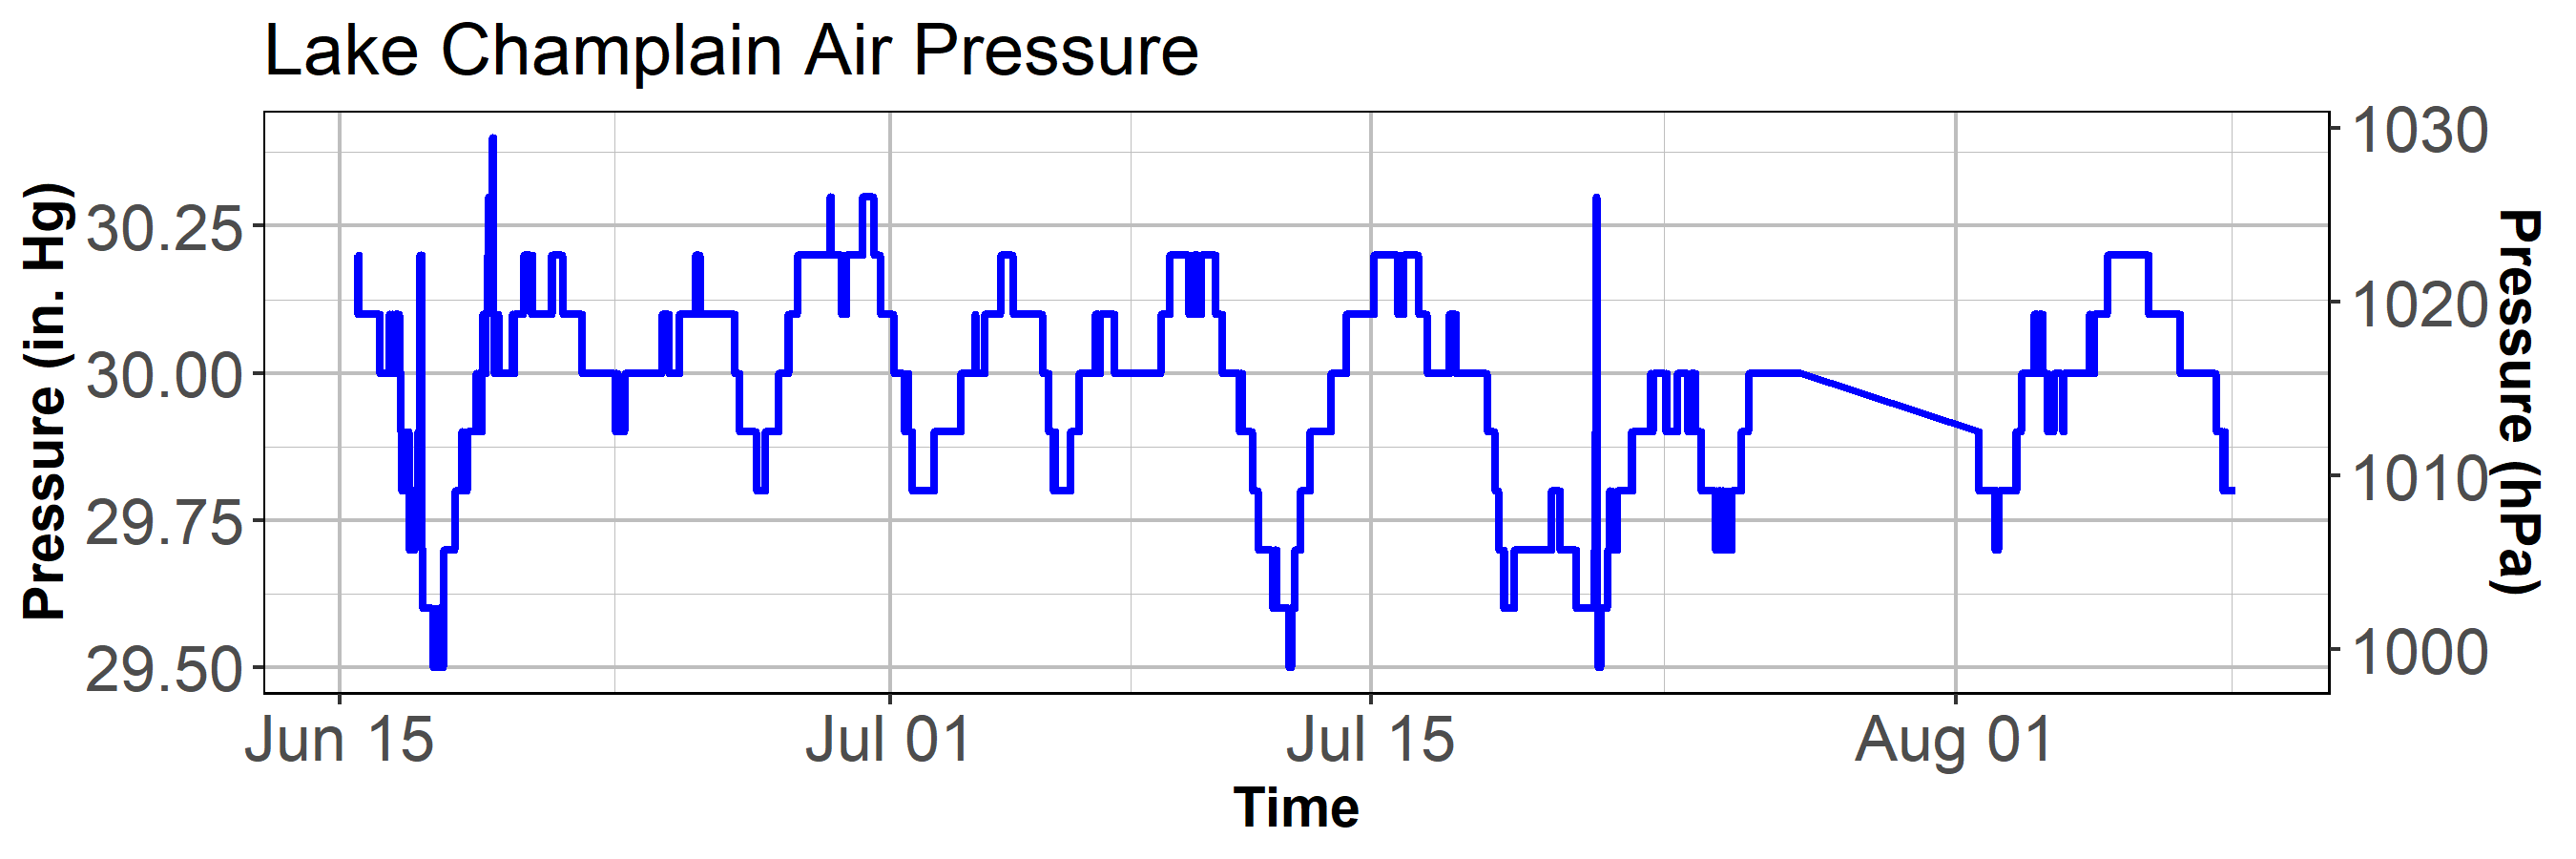 Lake Champlain Air Pressure
Pressure (in. Hg)
30.25
30.00
29.75
29.50
1030
1020
1010
1000
Pressure (hPa)
Jun 15
Jul 01
Jul 15
Aug 01
Time